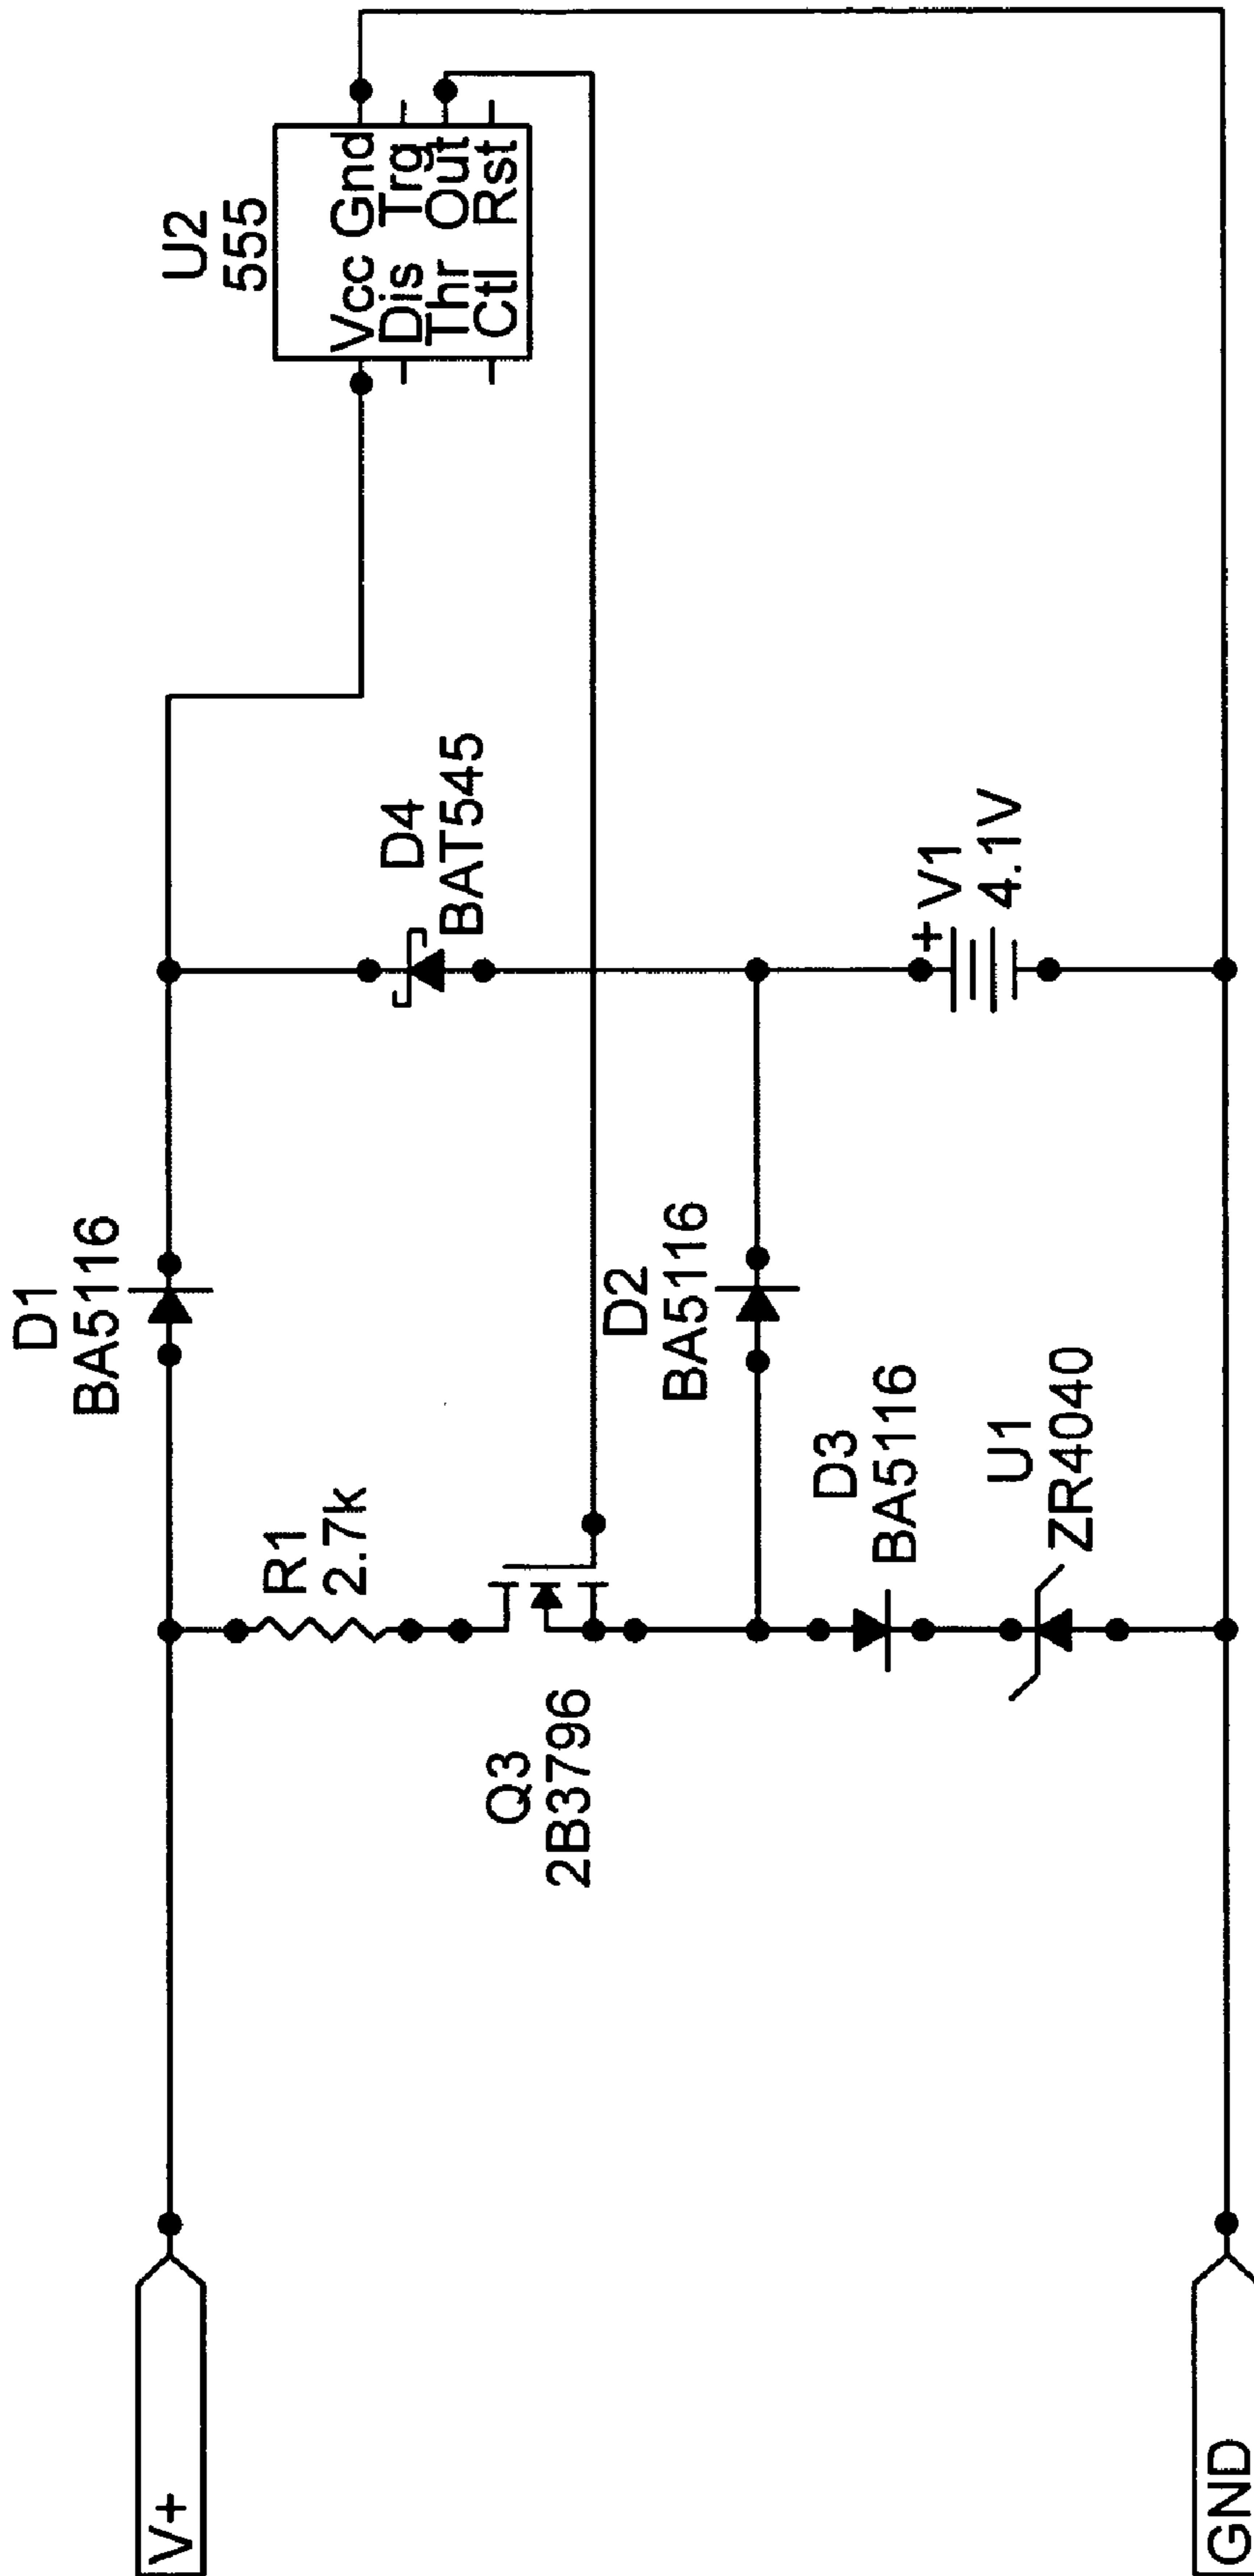 V+
GND
D1
BA5116
R1
2.7k
Q3
2B3796
D2
BA5116
D3
BA5116
U1
ZR4040
D4
BAT545
+
V1
4.1V
U2
555
Vcc Gnd
Dis Trg
Thr Out
Ctl Rst